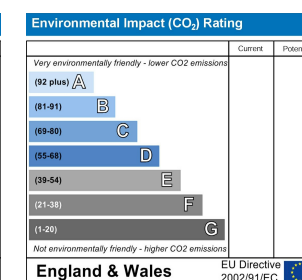 Environmental Impact (CO₂) Rating
Current
Very environmentally friendly - lower CO2 emissions
(92 plus) A
(81-91) B
(69-80) C
(55-68) D
(39-54) E
(21-38) F
(1-20) G
Not environmentally friendly - higher CO2 emissions
England & Wales
EU Directive
2002/91/EC